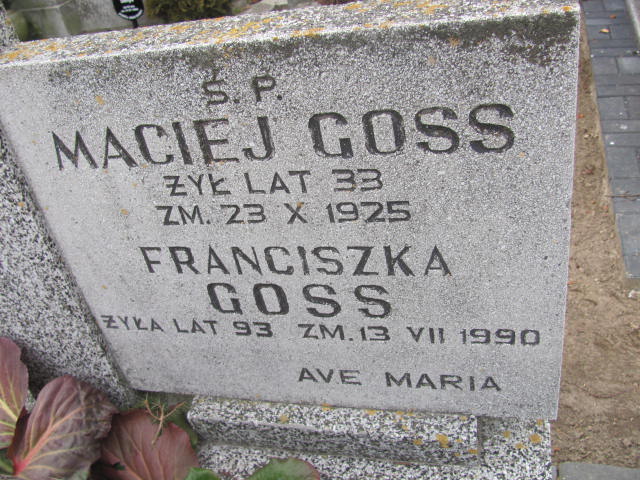 Ś. P.
MACIEJ GOSS
ŻYŁ LAT 33
ZM. 23 X 1925
FRANCISZKA
GOSS
ŻYŁA LAT 93 ZM. 13 VII 1990
AVE MARIA